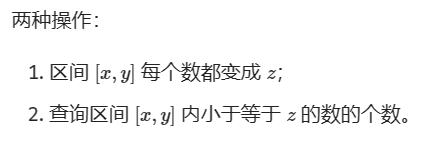 两种操作：
1. 区间 [x, y] 每个数都变成 z；
2. 查询区间 [x, y] 内小于等于 z 的数的个数。